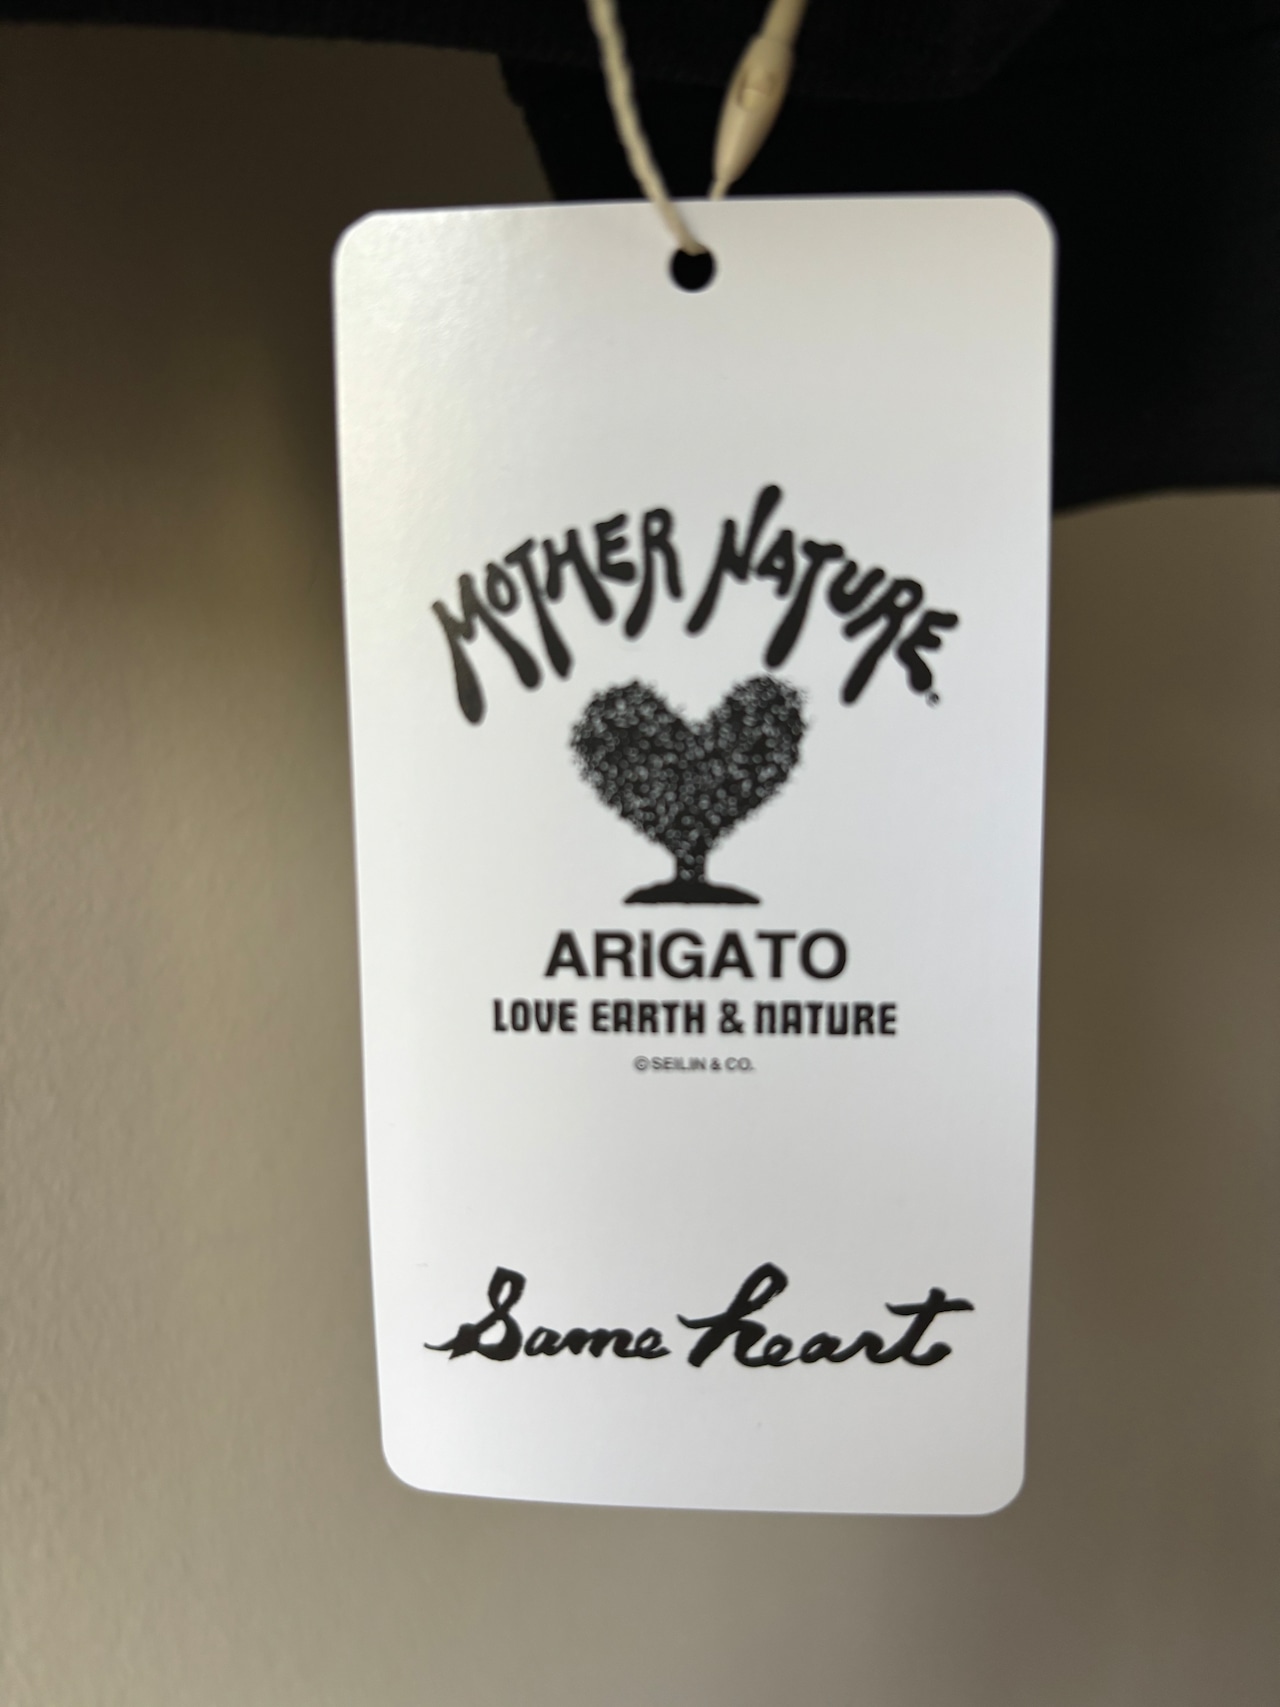 MOTHER NATURE®
ARIGATO
LOVE EARTH & NATURE
©SEILIN & CO.
Same heart